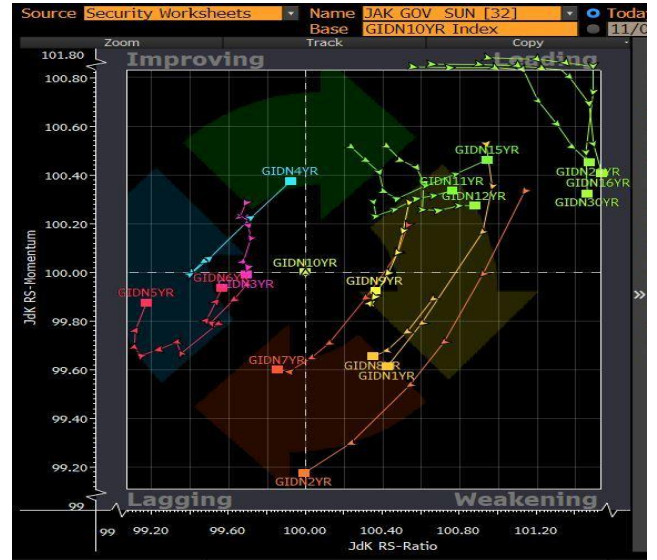 Source Security Worksheets Name JAK GOV SUN [32] Toda
Base GIDN10YR Index 11/0
Zoom Track Copy
Improving Leading
GIDN15YR
GIDN4YR
GIDN11YR
GIDN16YR
GIDN12YR
GIDN30YR
GIDN10YR
GIDN3YR
GIDN9YR
GIDN5YR
GIDN7YR
GIDN8YR
GIDN1YR
GIDN2YR
Lagging Weakening
JdK RS-Momentum
101.80
100.80
100.60
100.40
100.20
100.00
99.80
99.60
99.40
99.20
99
99 99.20 99.60 100.00 100.40 100.80 101.20
JdK RS-Ratio
»